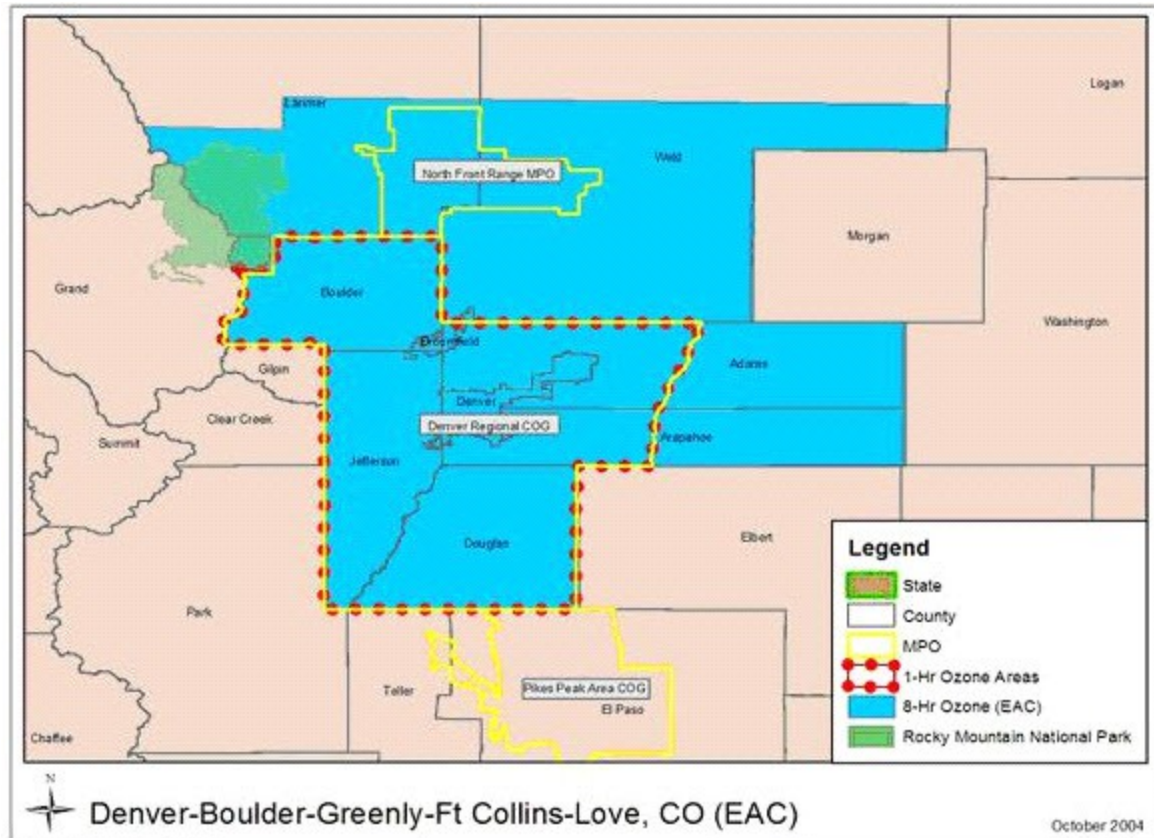 Logan
Larimer
Weld
North Front Range MPO
Morgan
Grand
Boulder
Washington
Broomfield
Gilpin
Adams
Denver
Clear Creek
Denver Regional COG
Summit
Arapahoe
Jefferson
Douglas
Elbert
Park
Teller
Pikes Peak Area COG
El Paso
Chaffee
Legend
State
County
MPO
1-Hr Ozone Areas
8-Hr Ozone (EAC)
Rocky Mountain National Park
N
Denver-Boulder-Greenly-Ft Collins-Love, CO (EAC)
October 2004